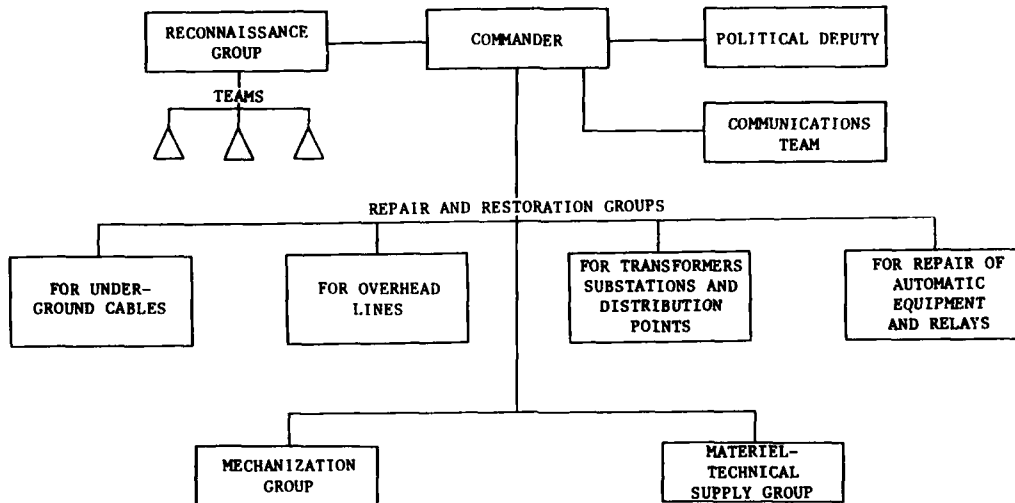 RECONNAISSANCE
GROUP
COMMANDER
POLITICAL DEPUTY
TEAMS
COMMUNICATIONS
TEAM
REPAIR AND RESTORATION GROUPS
FOR UNDER-
GROUND CABLES
FOR OVERHEAD
LINES
FOR TRANSFORMERS
SUBSTATIONS AND
DISTRIBUTION
POINTS
FOR REPAIR OF
AUTOMATIC
EQUIPMENT
AND RELAYS
MECHANIZATION
GROUP
MATERIEL-
TECHNICAL
SUPPLY GROUP